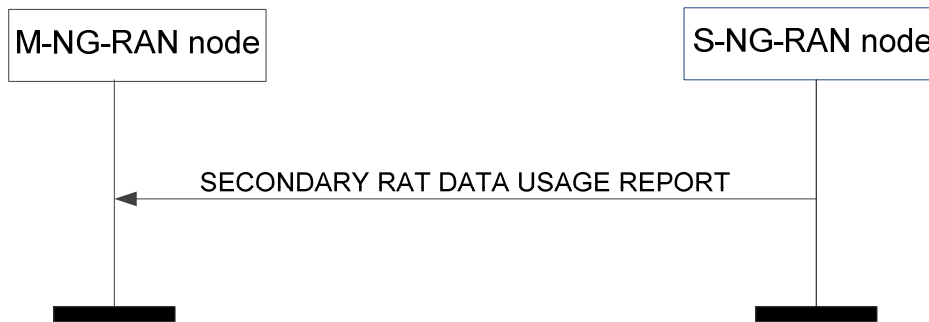 M-NG-RAN node
S-NG-RAN node
SECONDARY RAT DATA USAGE REPORT